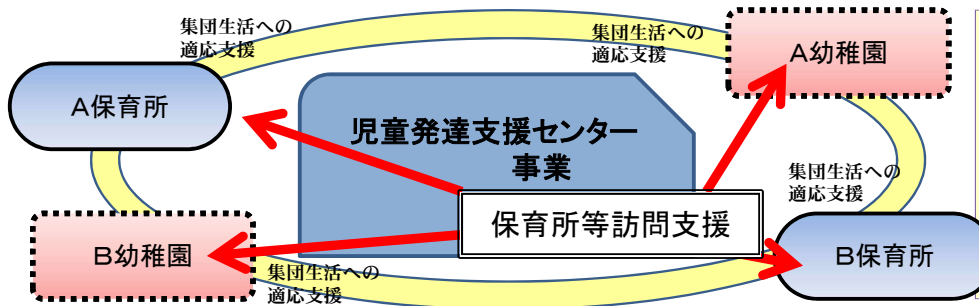 集団生活への
適応支援
集団生活への
適応支援
A幼稚園
A保育所
児童発達支援センター
事業
集団生活への
適応支援
保育所等訪問支援
B幼稚園
B保育所
集団生活への
適応支援